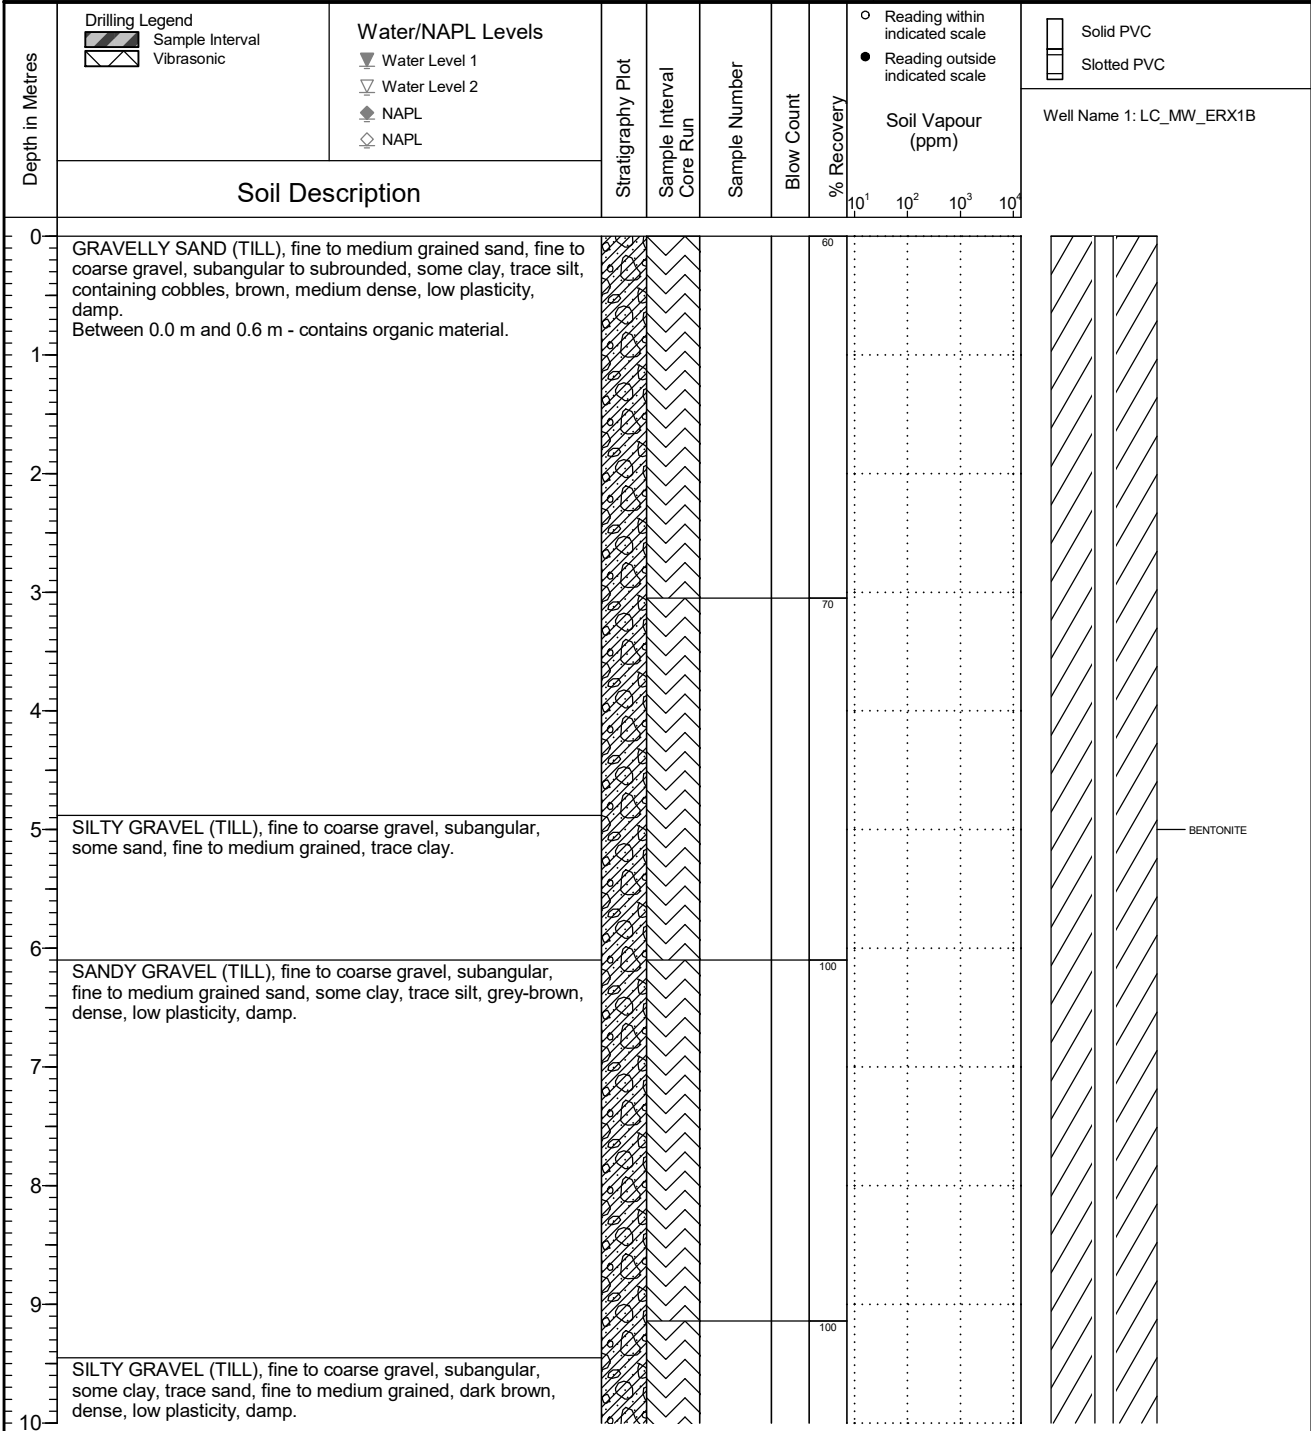 Depth in Metres
Drilling Legend
Sample Interval
Vibrasonic
Water/NAPL Levels
Water Level 1
Water Level 2
NAPL
NAPL
Soil Description
Stratigraphy Plot
Sample Interval
Core Run
Sample Number
Blow Count
% Recovery
Reading within
indicated scale
Reading outside
indicated scale
Soil Vapour
(ppm)
10¹ 10² 10³ 10⁴
Solid PVC
Slotted PVC
Well Name 1: LC_MW_ERX1B
0
GRAVELLY SAND (TILL), fine to medium grained sand, fine to
coarse gravel, subangular to subrounded, some clay, trace silt,
containing cobbles, brown, medium dense, low plasticity,
damp.
Between 0.0 m and 0.6 m - contains organic material.
60
1
2
3
70
4
SILTY GRAVEL (TILL), fine to coarse gravel, subangular,
some sand, fine to medium grained, trace clay.
5
BENTONITE
6
SANDY GRAVEL (TILL), fine to coarse gravel, subangular,
fine to medium grained sand, some clay, trace silt, grey-brown,
dense, low plasticity, damp.
100
7
8
9
100
SILTY GRAVEL (TILL), fine to coarse gravel, subangular,
some clay, trace sand, fine to medium grained, dark brown,
dense, low plasticity, damp.
10